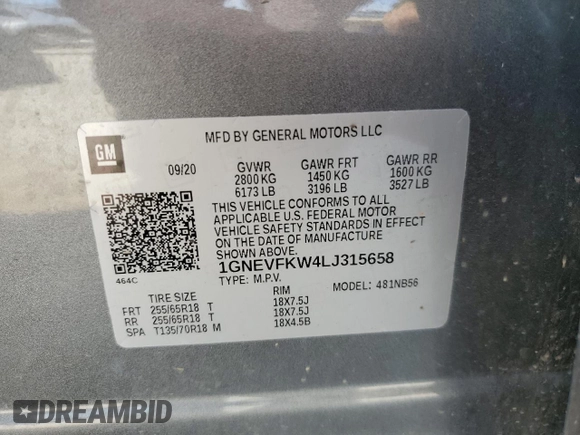 GM
MFD BY GENERAL MOTORS LLC
09/20 GVWR GAWR FRT GAWR RR
2800 KG 1450 KG 1600 KG
6173 LB 3196 LB 3527 LB
THIS VEHICLE CONFORMS TO ALL
APPLICABLE U.S. FEDERAL MOTOR
VEHICLE SAFETY STANDARDS IN EFFECT
ON THE DATE OF MANUFACTURE
SHOWN ABOVE.
1GNEVFKW4LJ315658
464C TYPE: M.P.V. MODEL: 481NB56
TIRE SIZE RIM
FRT 255/65R18 T 18X7.5J
RR 255/65R18 T 18X7.5J
SPA T135/70R18 M 18X4.5B
DREAMBID